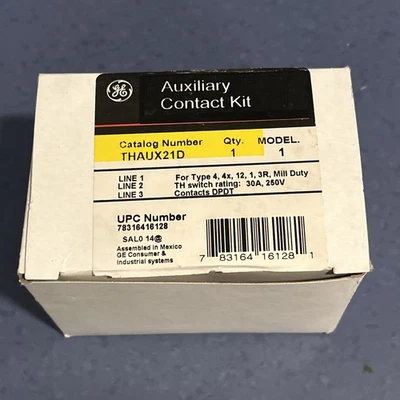 GE
Auxiliary
Contact Kit
Catalog Number Qty. MODEL.
THAUX21D 1 1
LINE 1 For Type 4, 4x, 12, 1, 3R, Mill Duty
LINE 2 TH switch rating: 30A, 250V
LINE 3 Contacts DPDT
UPC Number
78316416128
SAL0 14@
Assembled in Mexico
GE Consumer &
Industrial systems
7 83164 16128 1